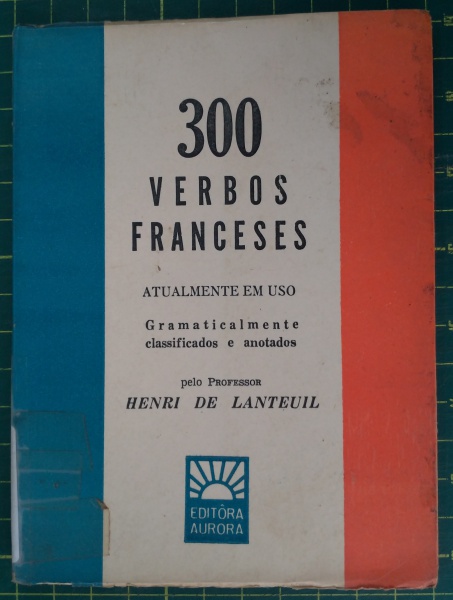 300
VERBOS
FRANCESES
ATUALMENTE EM USO
Gramaticalmente
classificados e anotados
pelo PROFESSOR
HENRI DE LANTEUIL
EDITÔRA
AURORA